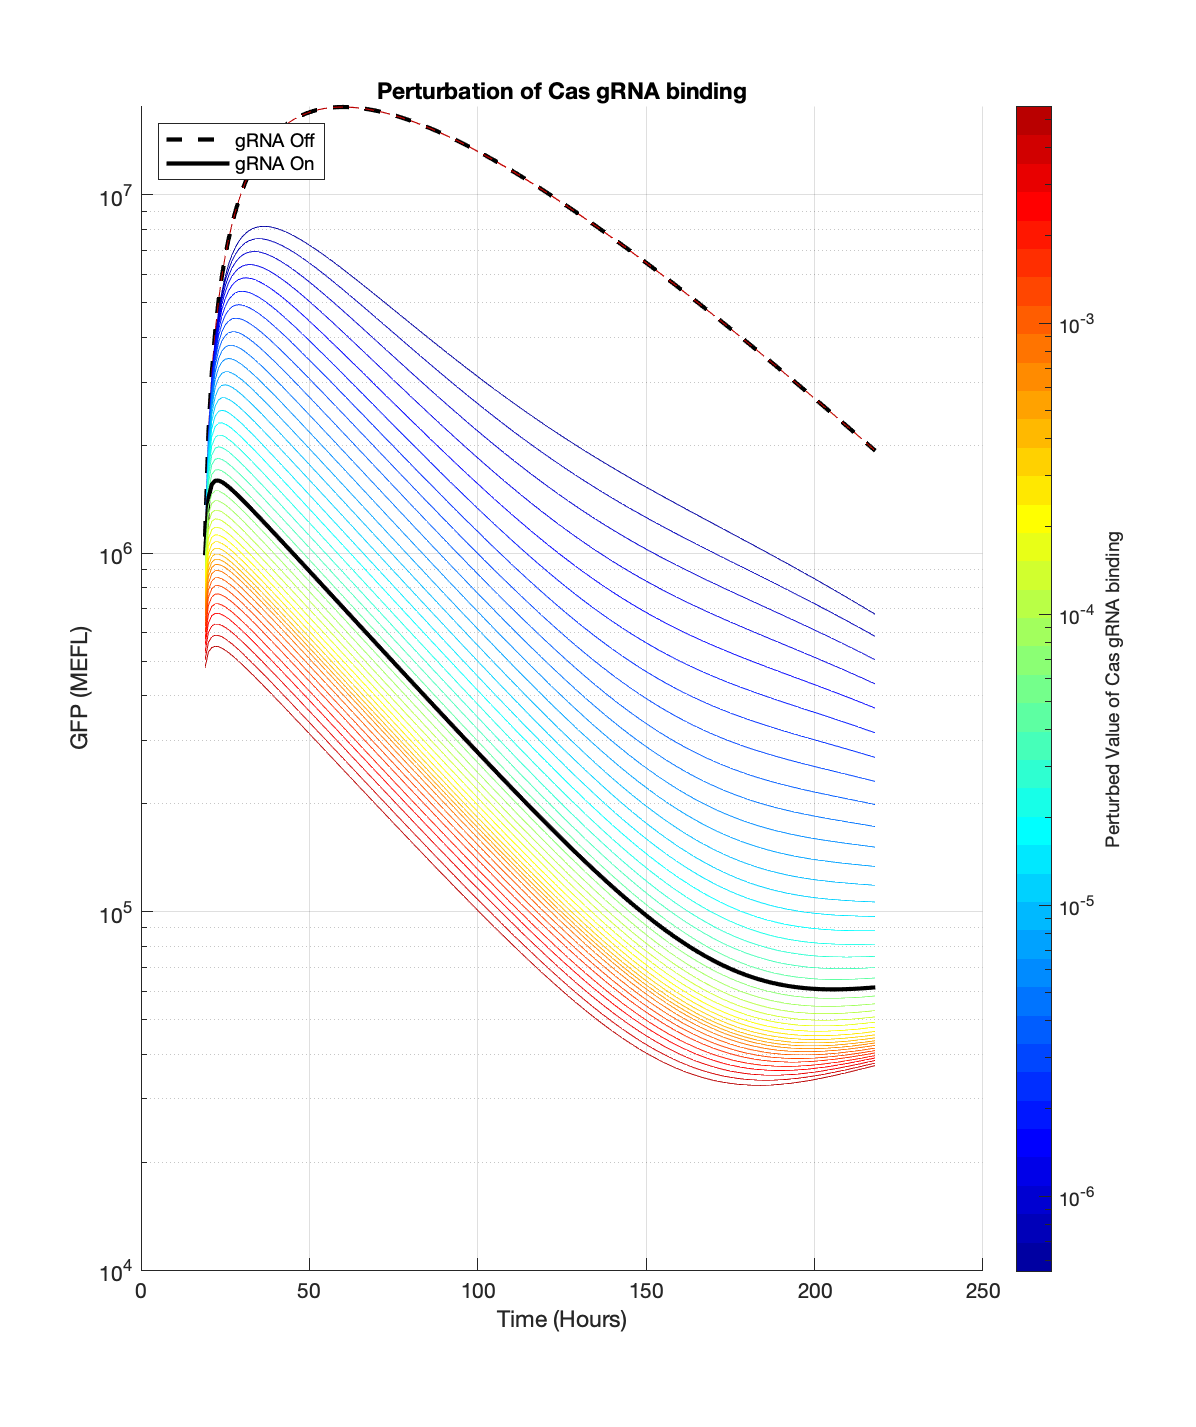 Perturbation of Cas gRNA binding
gRNA Off
gRNA On
10^7
10^6
10^5
10^4
GFP (MEFL)
0 50 100 150 200 250
Time (Hours)
10^-3
10^-4
10^-5
10^-6
Perturbed Value of Cas gRNA binding